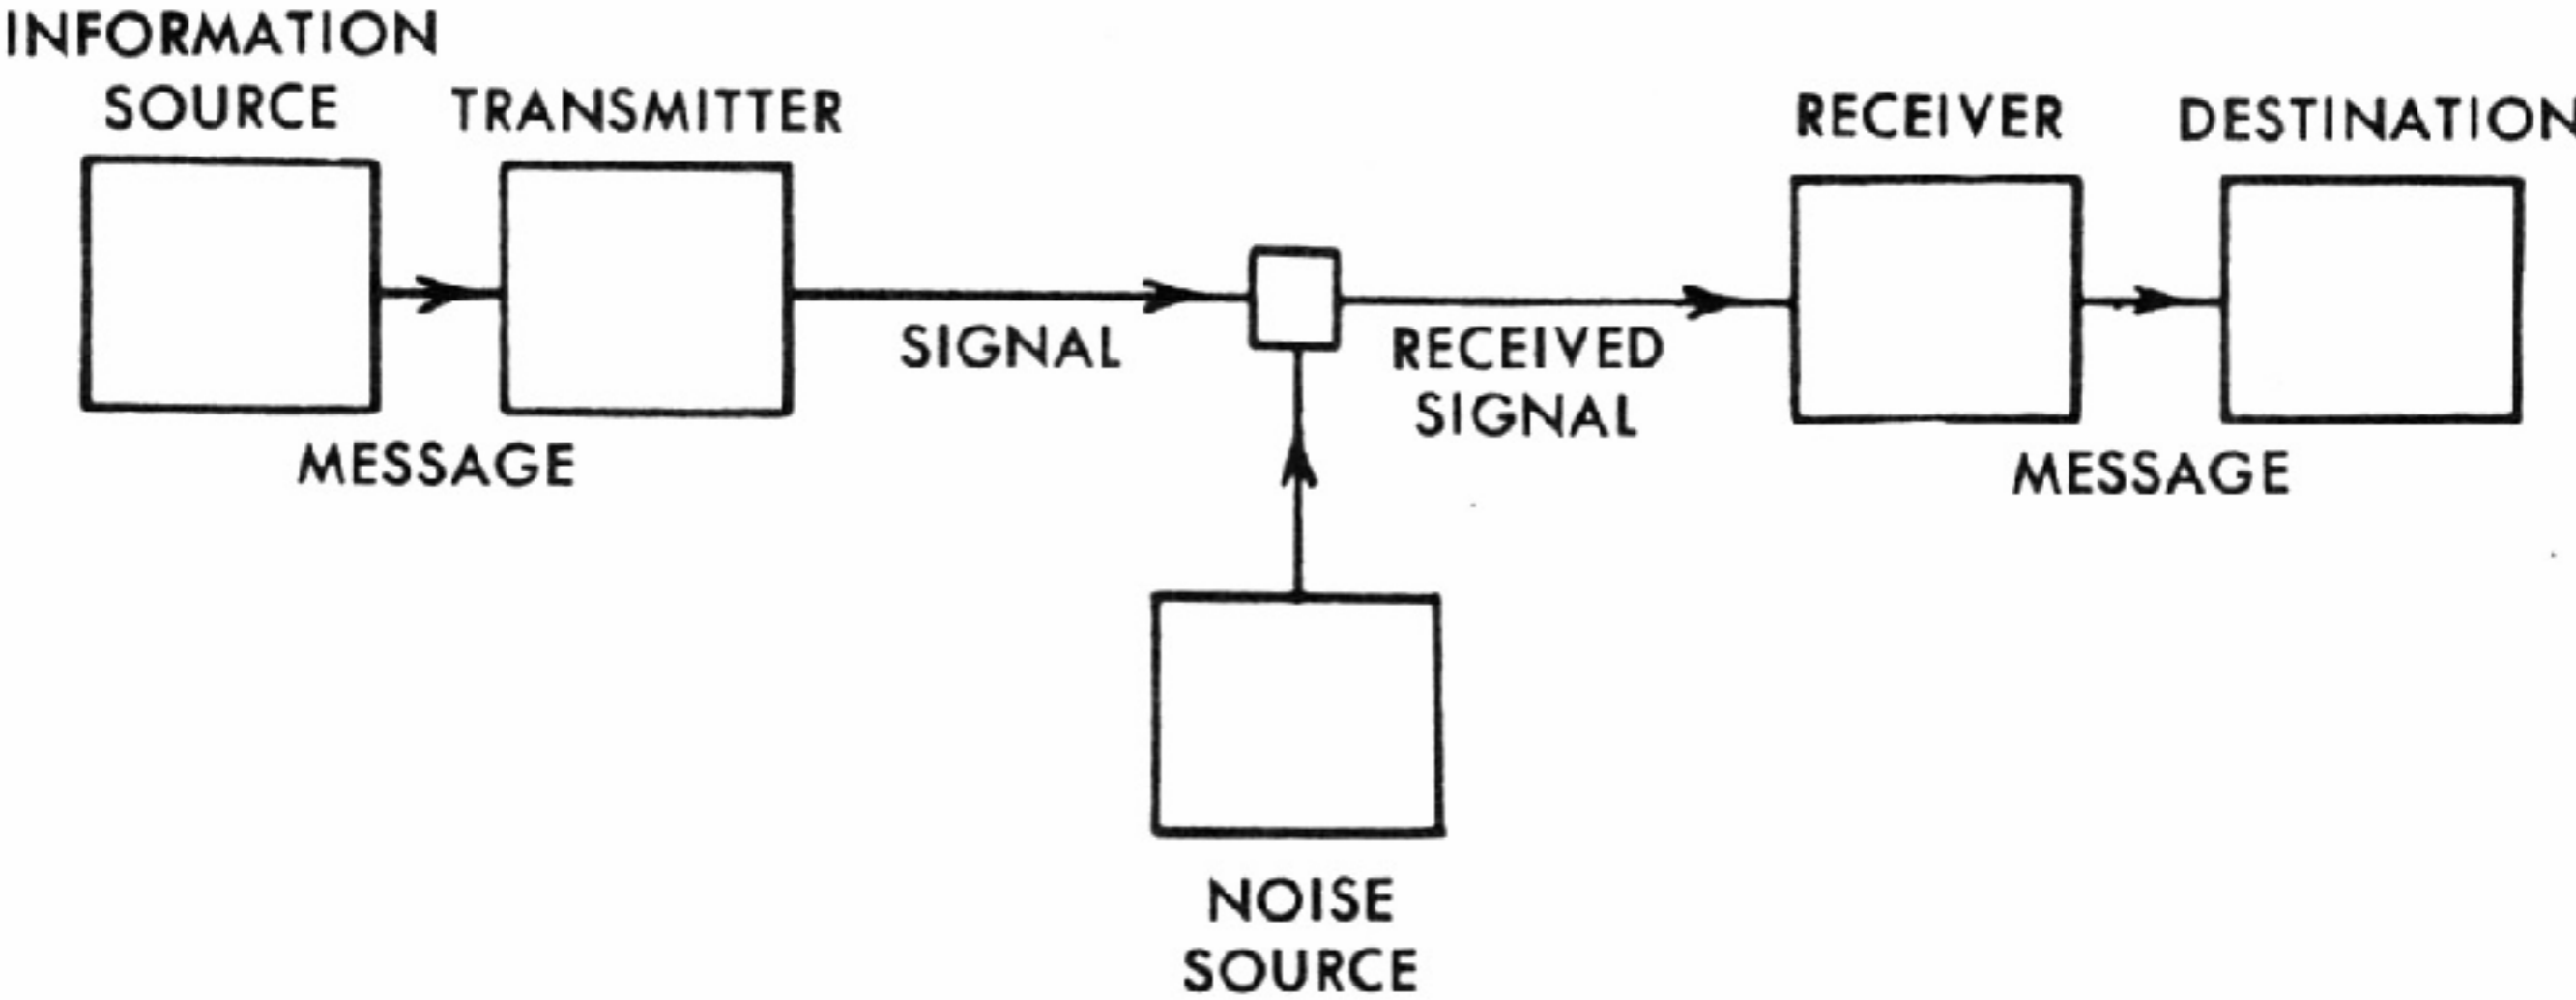 INFORMATION
SOURCE
TRANSMITTER
RECEIVER
DESTINATION
SIGNAL
RECEIVED
SIGNAL
MESSAGE
MESSAGE
NOISE
SOURCE